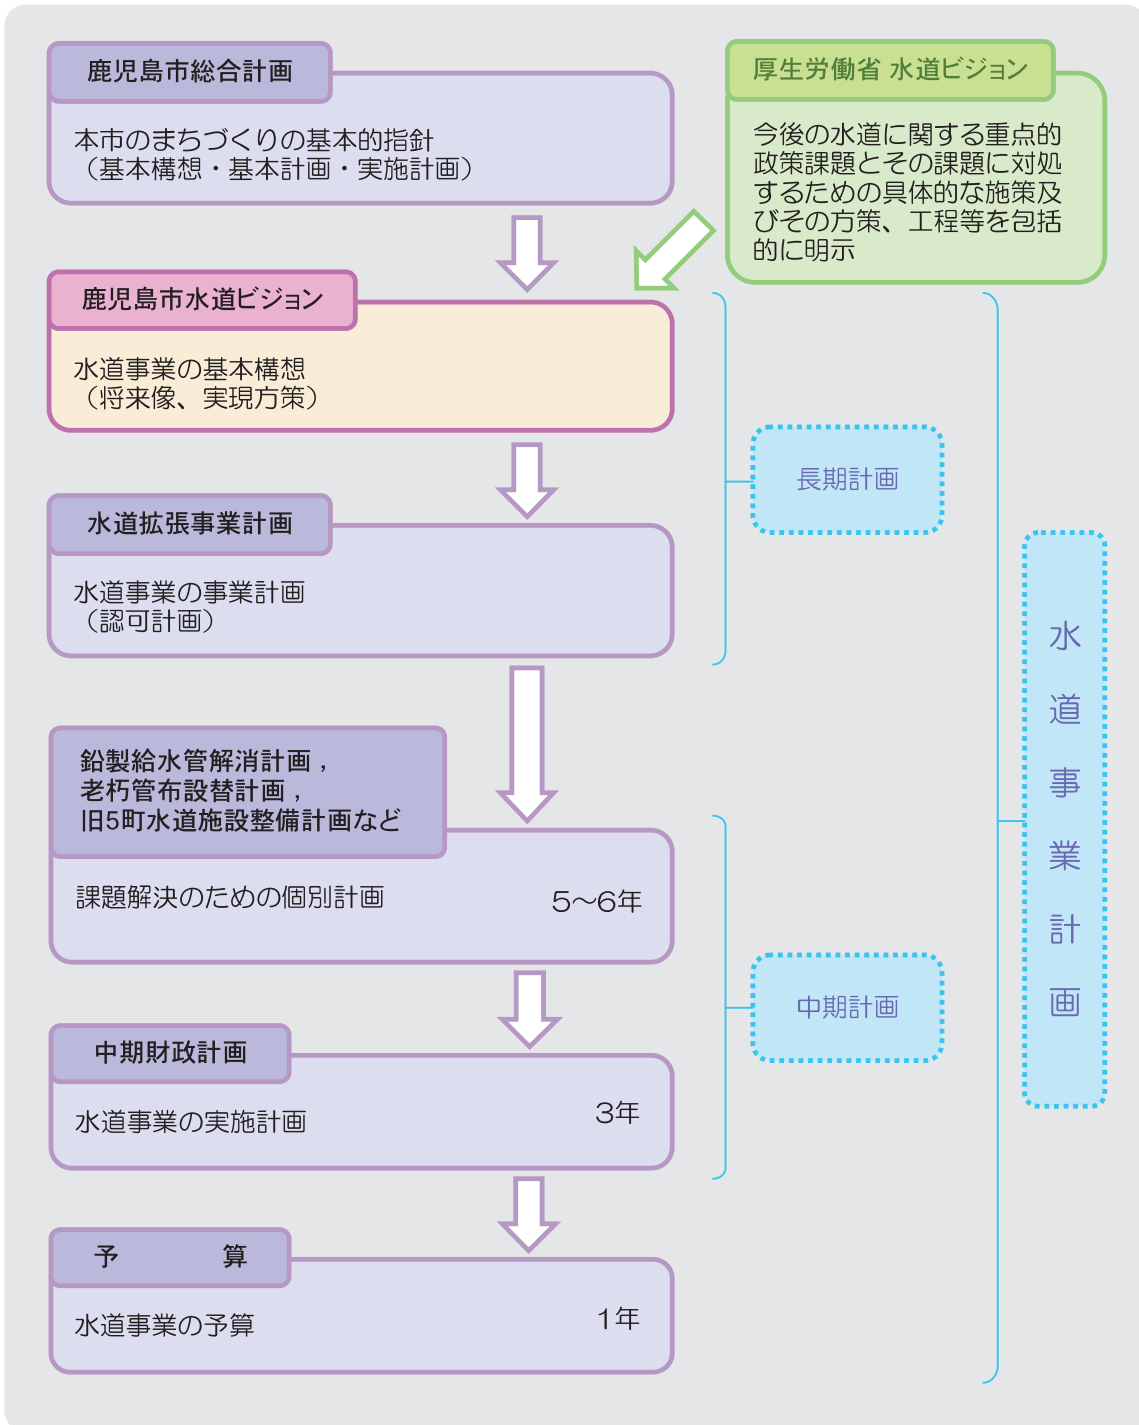 鹿児島市総合計画
本市のまちづくりの基本的指針
（基本構想・基本計画・実施計画）
厚生労働省 水道ビジョン
今後の水道に関する重点的
政策課題とその課題に対処
するための具体的な施策及
びその方策、工程等を包括
的に明示
鹿児島市水道ビジョン
水道事業の基本構想
（将来像、実現方策）
長期計画
水道拡張事業計画
水道事業の事業計画
（認可計画）
水道事業計画
鉛製給水管解消計画，
老朽管布設替計画，
旧5町水道施設整備計画など
課題解決のための個別計画
5～6年
中期計画
中期財政計画
水道事業の実施計画
3年
予　　　算
水道事業の予算
1年